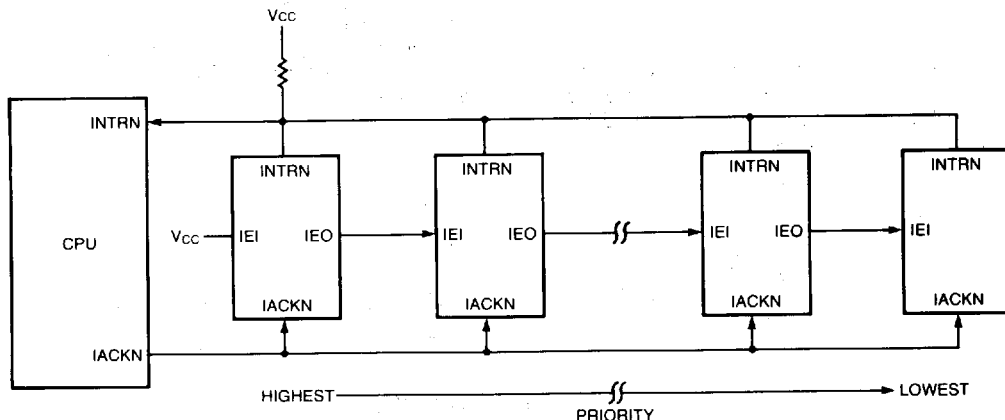 VCC
INTRN
INTRN
INTRN
INTRN
INTRN
CPU
VCC
IEI
IEO
IEI
IEO
IEI
IEO
IEI
IACKN
IACKN
IACKN
IACKN
IACKN
HIGHEST
LOWEST
PRIORITY